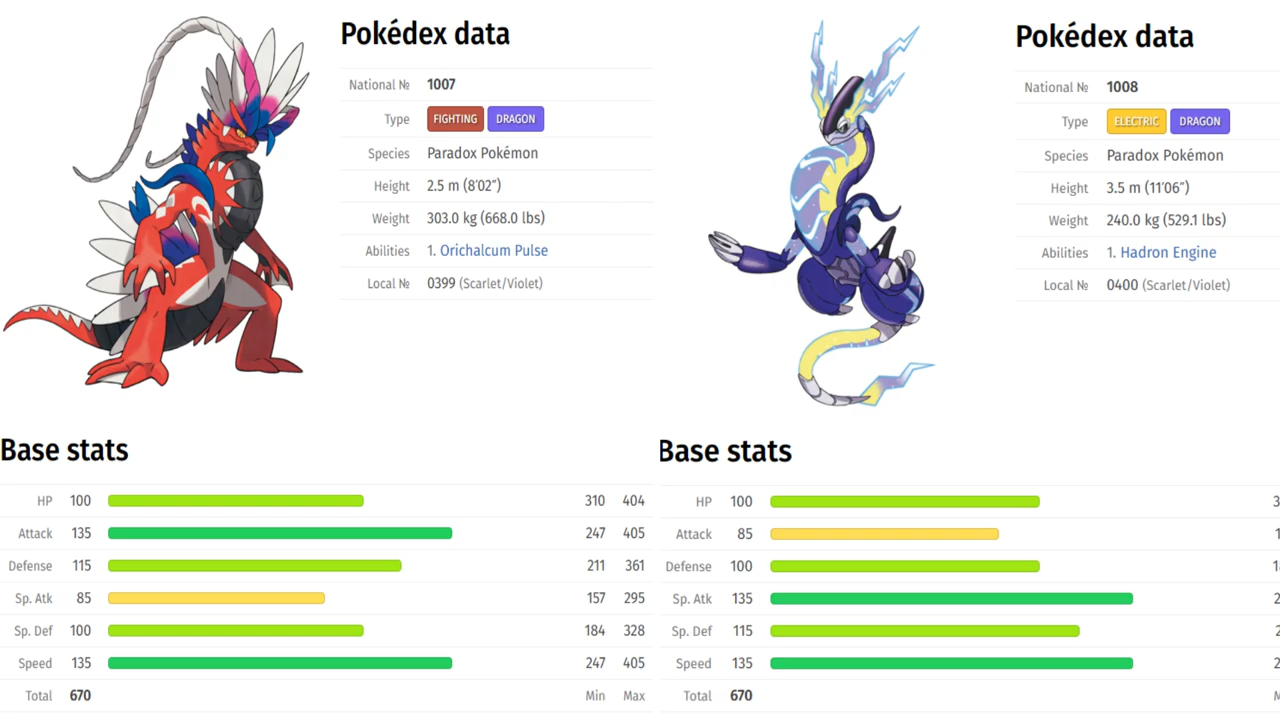 Pokédex data
National № 1007
Type FIGHTING DRAGON
Species Paradox Pokémon
Height 2.5 m (8′02″)
Weight 303.0 kg (668.0 lbs)
Abilities 1. Orichalcum Pulse
Local № 0399 (Scarlet/Violet)
Pokédex data
National № 1008
Type ELECTRIC DRAGON
Species Paradox Pokémon
Height 3.5 m (11′06″)
Weight 240.0 kg (529.1 lbs)
Abilities 1. Hadron Engine
Local № 0400 (Scarlet/Violet)
Base stats
HP 100 310 404
Attack 135 247 405
Defense 115 211 361
Sp. Atk 85 157 295
Sp. Def 100 184 328
Speed 135 247 405
Total 670 Min Max
Base stats
HP 100 3
Attack 85 1
Defense 100
Sp. Atk 135 2
Sp. Def 115 2
Speed 135 2
Total 670